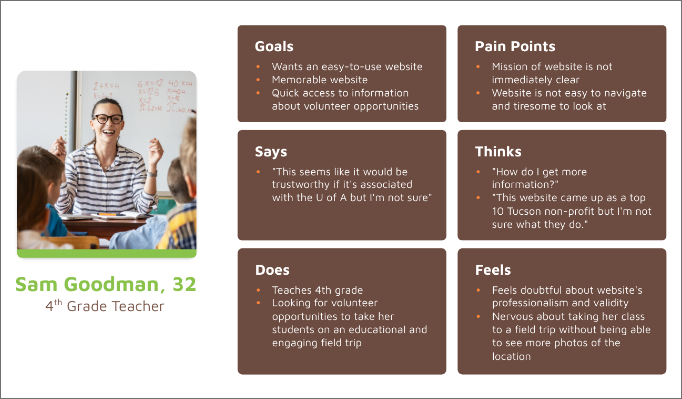 Sam Goodman, 32
4th Grade Teacher
Goals
• Wants an easy-to-use website
• Memorable website
• Quick access to information
about volunteer opportunities
Pain Points
• Mission of website is not
immediately clear
• Website is not easy to navigate
and tiresome to look at
Says
• "This seems like it would be
trustworthy if it's associated
with the U of A but I'm not sure"
Thinks
• "How do I get more
information?"
• "This website came up as a top
10 Tucson non-profit but I'm not
sure what they do."
Does
• Teaches 4th grade
• Looking for volunteer
opportunities to take her
students on an educational and
engaging field trip
Feels
• Feels doubtful about website's
professionalism and validity
• Nervous about taking her class
to a field trip without being able
to see more photos of the
location